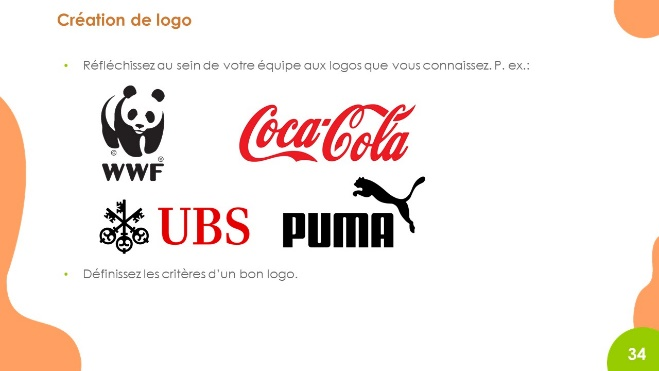 Création de logo
• Réfléchissez au sein de votre équipe aux logos que vous connaissez. P. ex.:
©
®
WWF
Coca-Cola
UBS
PUMA
• Définissez les critères d'un bon logo.
34